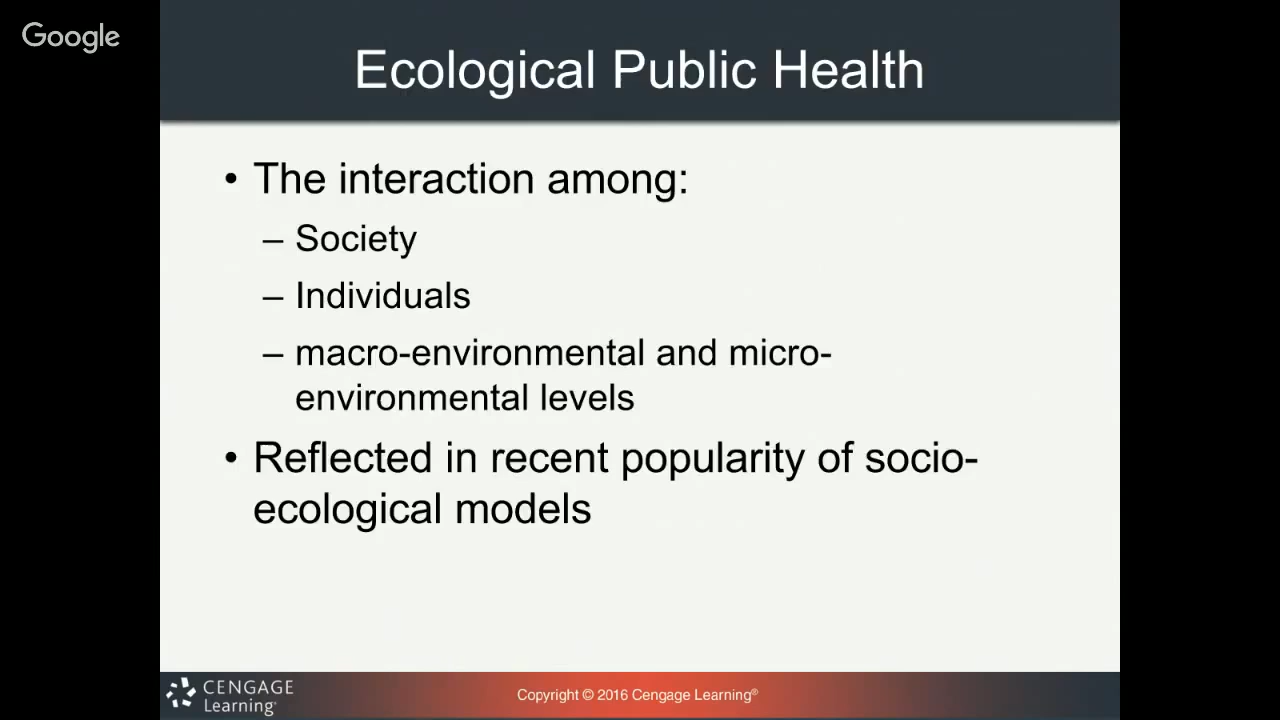 Google
Ecological Public Health
• The interaction among:
– Society
– Individuals
– macro-environmental and micro-
environmental levels
• Reflected in recent popularity of socio-
ecological models
CENGAGE
Learning®
Copyright © 2016 Cengage Learning®